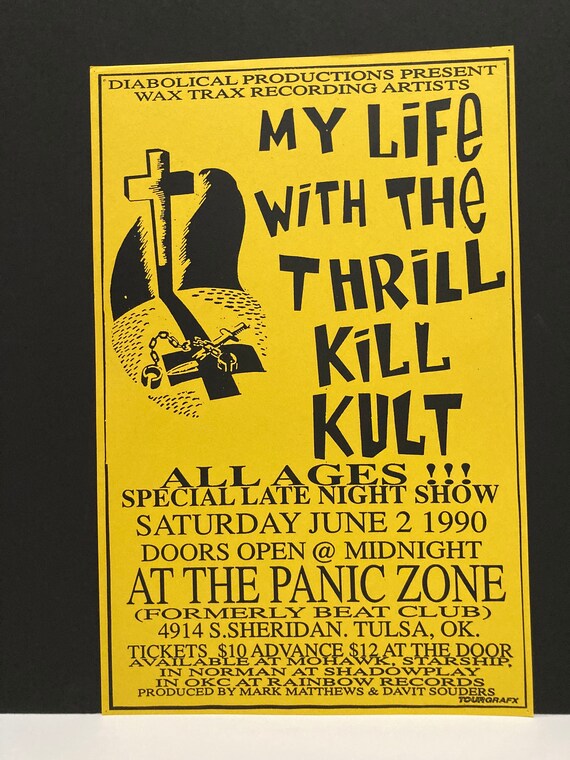 DIABOLICAL PRODUCTIONS PRESENT
WAX TRAX RECORDING ARTISTS
MY LiFe
WiTH THe
THRiLL
KiLL
KULT
ALL AGES !!!
SPECIAL LATE NIGHT SHOW
SATURDAY JUNE 2 1990
DOORS OPEN @ MIDNIGHT
AT THE PANIC ZONE
(FORMERLY BEAT CLUB)
4914 S.SHERIDAN. TULSA, OK.
TICKETS $10 ADVANCE $12 AT THE DOOR
AVAILABLE AT MOHAWK, STARSHIP,
IN NORMAN AT SHADOWPLAY
IN OKC AT RAINBOW RECORDS
PRODUCED BY MARK MATTHEWS & DAVIT SOUDERS
TOURGRAFX